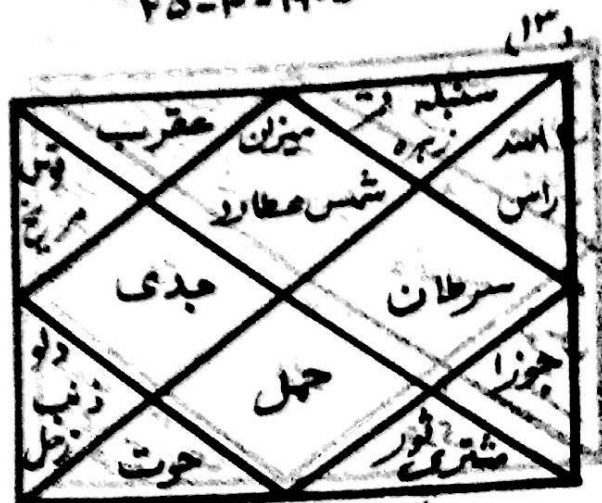 (۱۳)
عقرب
میزان
شمس عطارد
سنبلہ
زہرہ
اسد
راس
قوس
مریخ
جدی
سرطان
دلو
ذنب
زحل
حمل
جوزا
حوت
ثور
مشتری